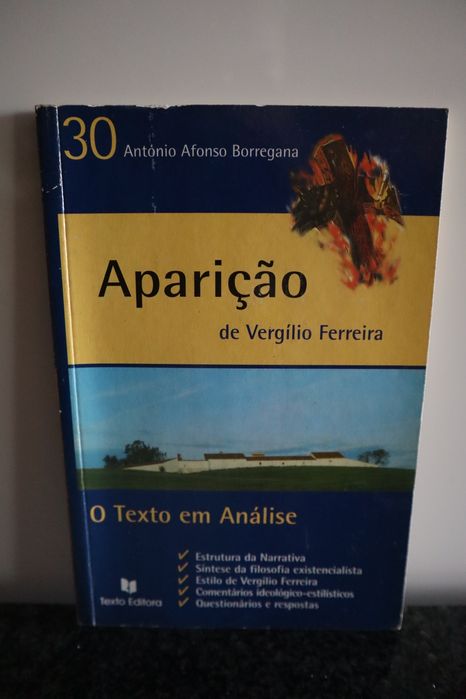 30 António Afonso Borregana
Aparição
de Vergílio Ferreira
O Texto em Análise
✓ Estrutura da Narrativa
✓ Síntese da filosofia existencialista
✓ Estilo de Vergílio Ferreira
✓ Comentários ideológico-estilísticos
✓ Questionários e respostas
Texto Editora